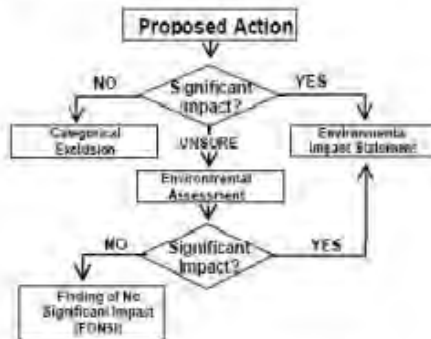 Proposed Action
NO
Significant
Impact?
YES
Categorical
Exclusion
UNSURE
Environmental
Impact Statement
Environmental
Assessment
NO
Significant
Impact?
YES
Finding of No
Significant Impact
(FONSI)